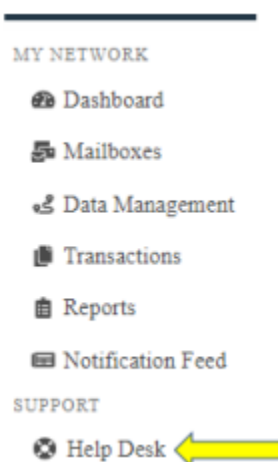 MY NETWORK
Dashboard
Mailboxes
Data Management
Transactions
Reports
Notification Feed
SUPPORT
Help Desk